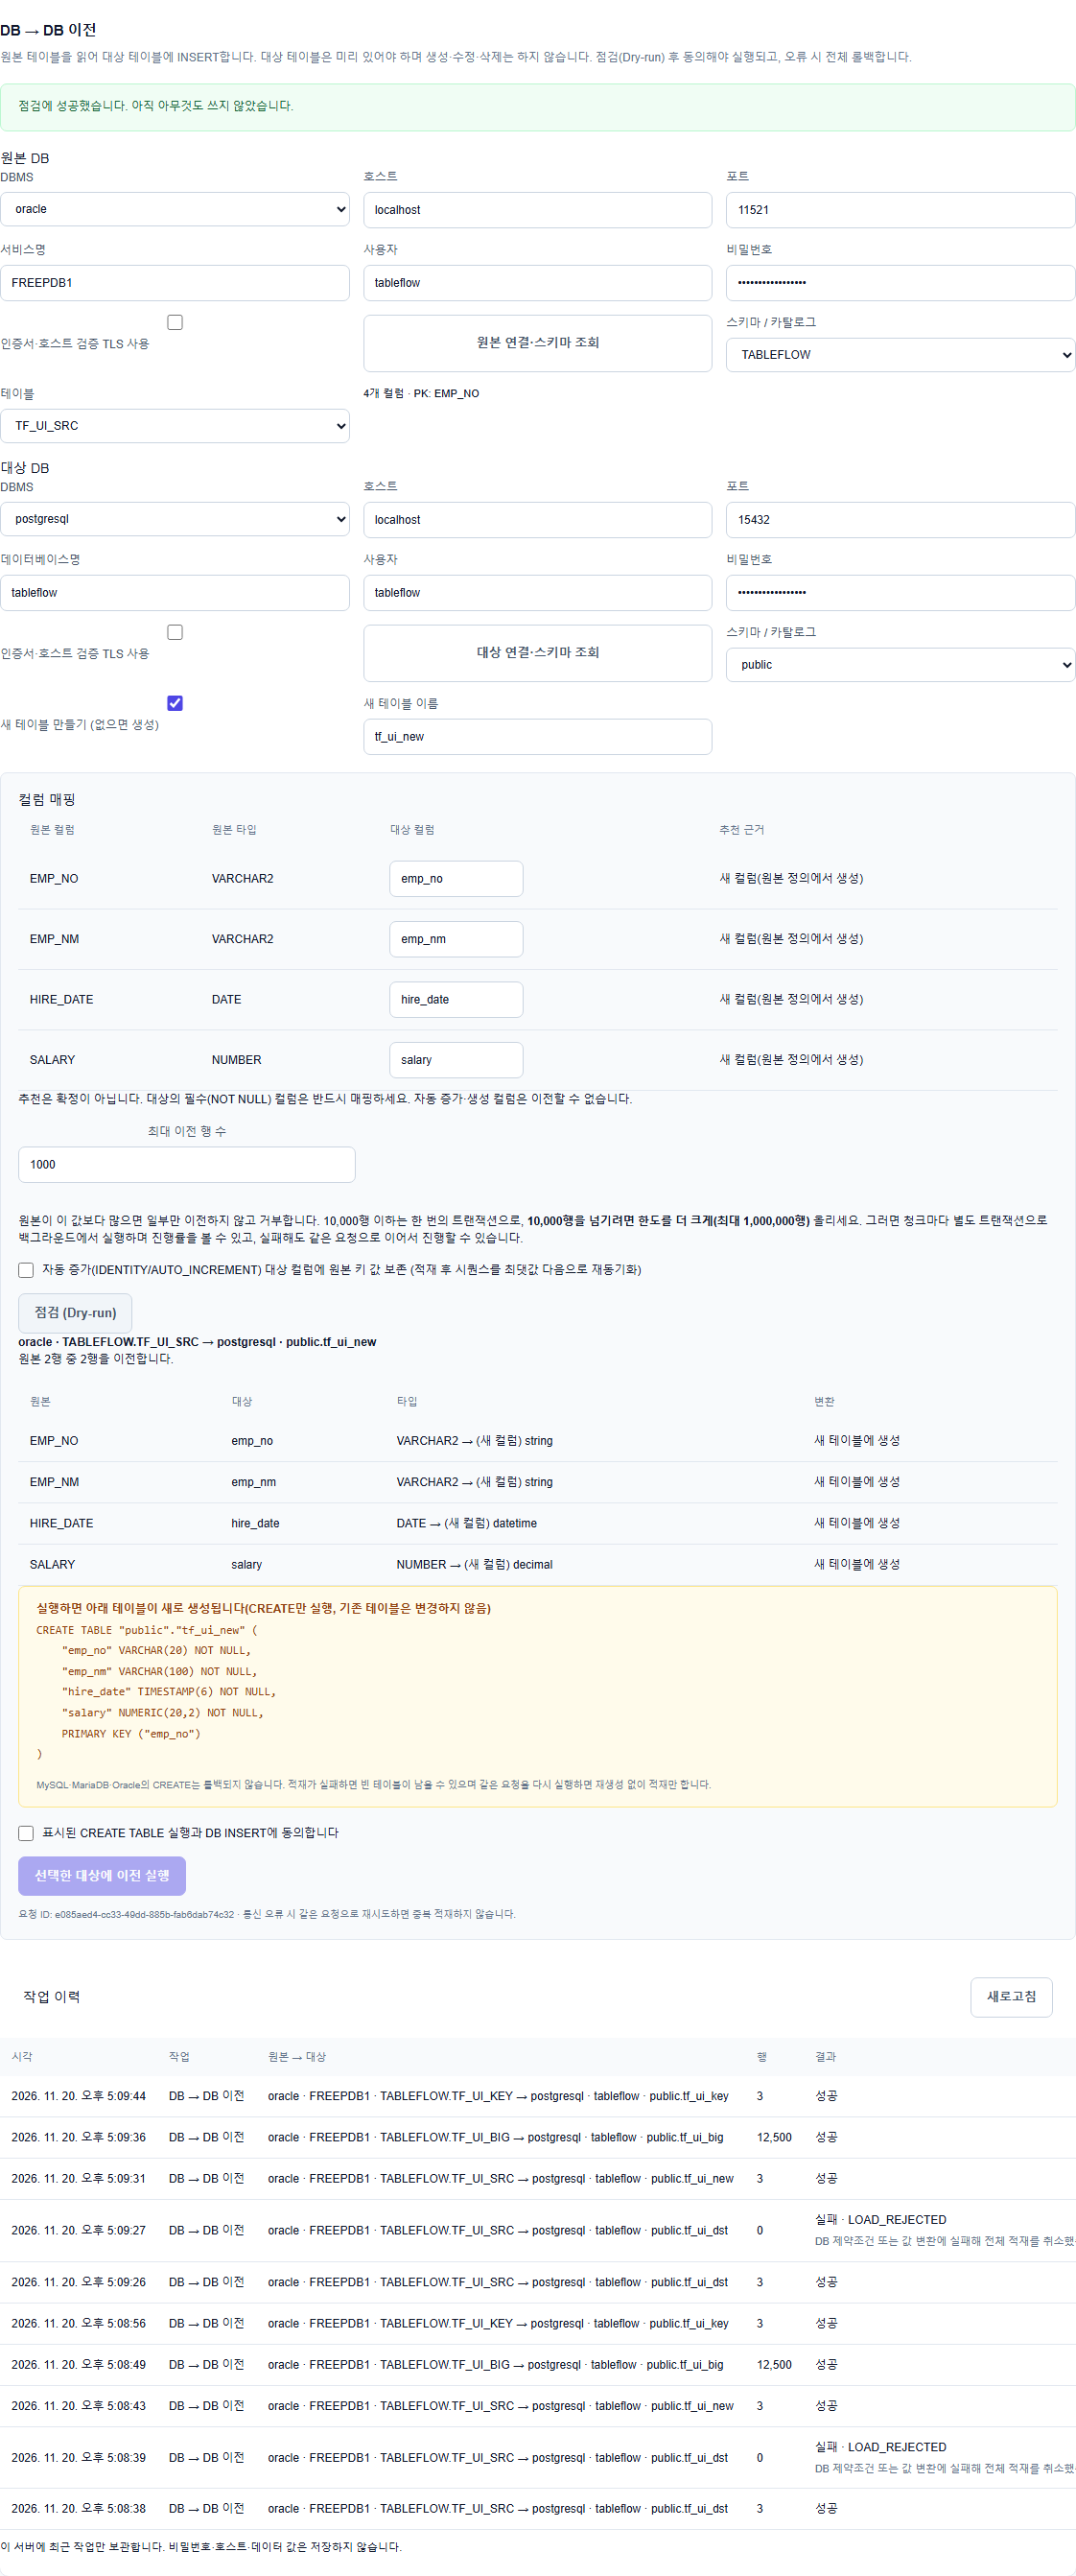 DB → DB 이전
원본 테이블을 읽어 대상 테이블에 INSERT합니다. 대상 테이블은 미리 있어야 하며 생성·수정·삭제는 하지 않습니다. 점검(Dry-run) 후 동의해야 실행되고, 오류 시 전체 롤백합니다.
점검에 성공했습니다. 아직 아무것도 쓰지 않았습니다.
원본 DB
DBMS 호스트 포트
oracle localhost 11521
서비스명 사용자 비밀번호
FREEPDB1 tableflow •••••••••••••••••
인증서·호스트 검증 TLS 사용 원본 연결·스키마 조회 스키마 / 카탈로그
TABLEFLOW
테이블 4개 컬럼 · PK: EMP_NO
TF_UI_SRC
대상 DB
DBMS 호스트 포트
postgresql localhost 15432
데이터베이스명 사용자 비밀번호
tableflow tableflow •••••••••••••••••
인증서·호스트 검증 TLS 사용 대상 연결·스키마 조회 스키마 / 카탈로그
public
새 테이블 만들기 (없으면 생성) 새 테이블 이름
tf_ui_new
컬럼 매핑
원본 컬럼 원본 타입 대상 컬럼 추천 근거
EMP_NO VARCHAR2 emp_no 새 컬럼(원본 정의에서 생성)
EMP_NM VARCHAR2 emp_nm 새 컬럼(원본 정의에서 생성)
HIRE_DATE DATE hire_date 새 컬럼(원본 정의에서 생성)
SALARY NUMBER salary 새 컬럼(원본 정의에서 생성)
추천은 확정이 아닙니다. 대상의 필수(NOT NULL) 컬럼은 반드시 매핑하세요. 자동 증가·생성 컬럼은 이전할 수 없습니다.
최대 이전 행 수
1000
원본이 이 값보다 많으면 일부만 이전하지 않고 거부합니다. 10,000행 이하는 한 번의 트랜잭션으로, 10,000행을 넘기려면 한도를 더 크게(최대 1,000,000행) 올리세요. 그러면 청크마다 별도 트랜잭션으로
백그라운드에서 실행하며 진행률을 볼 수 있고, 실패해도 같은 요청으로 이어서 진행할 수 있습니다.
자동 증가(IDENTITY/AUTO_INCREMENT) 대상 컬럼에 원본 키 값 보존 (적재 후 시퀀스를 최댓값 다음으로 재동기화)
점검 (Dry-run)
oracle · TABLEFLOW.TF_UI_SRC → postgresql · public.tf_ui_new
원본 2행 중 2행을 이전합니다.
원본 대상 타입 변환
EMP_NO emp_no VARCHAR2 → (새 컬럼) string 새 테이블에 생성
EMP_NM emp_nm VARCHAR2 → (새 컬럼) string 새 테이블에 생성
HIRE_DATE hire_date DATE → (새 컬럼) datetime 새 테이블에 생성
SALARY salary NUMBER → (새 컬럼) decimal 새 테이블에 생성
실행하면 아래 테이블이 새로 생성됩니다(CREATE만 실행, 기존 테이블은 변경하지 않음)
CREATE TABLE "public"."tf_ui_new" (
"emp_no" VARCHAR(20) NOT NULL,
"emp_nm" VARCHAR(100) NOT NULL,
"hire_date" TIMESTAMP(6) NOT NULL,
"salary" NUMERIC(20,2) NOT NULL,
PRIMARY KEY ("emp_no")
)
MySQL·MariaDB·Oracle의 CREATE는 롤백되지 않습니다. 적재가 실패하면 빈 테이블이 남을 수 있으며 같은 요청을 다시 실행하면 재생성 없이 적재만 합니다.
표시된 CREATE TABLE 실행과 DB INSERT에 동의합니다
선택한 대상에 이전 실행
요청 ID: e085aed4-cc33-49dd-885b-fab6dab74c32 · 통신 오류 시 같은 요청으로 재시도하면 중복 적재하지 않습니다.
작업 이력 새로고침
시각 작업 원본 → 대상 행 결과
2026. 11. 20. 오후 5:09:44 DB → DB 이전 oracle · FREEPDB1 · TABLEFLOW.TF_UI_KEY → postgresql · tableflow · public.tf_ui_key 3 성공
2026. 11. 20. 오후 5:09:36 DB → DB 이전 oracle · FREEPDB1 · TABLEFLOW.TF_UI_BIG → postgresql · tableflow · public.tf_ui_big 12,500 성공
2026. 11. 20. 오후 5:09:31 DB → DB 이전 oracle · FREEPDB1 · TABLEFLOW.TF_UI_SRC → postgresql · tableflow · public.tf_ui_new 3 성공
2026. 11. 20. 오후 5:09:27 DB → DB 이전 oracle · FREEPDB1 · TABLEFLOW.TF_UI_SRC → postgresql · tableflow · public.tf_ui_dst 0 실패 · LOAD_REJECTED
DB 제약조건 또는 값 변환에 실패해 전체 적재를 취소했
2026. 11. 20. 오후 5:09:26 DB → DB 이전 oracle · FREEPDB1 · TABLEFLOW.TF_UI_SRC → postgresql · tableflow · public.tf_ui_dst 3 성공
2026. 11. 20. 오후 5:08:56 DB → DB 이전 oracle · FREEPDB1 · TABLEFLOW.TF_UI_KEY → postgresql · tableflow · public.tf_ui_key 3 성공
2026. 11. 20. 오후 5:08:49 DB → DB 이전 oracle · FREEPDB1 · TABLEFLOW.TF_UI_BIG → postgresql · tableflow · public.tf_ui_big 12,500 성공
2026. 11. 20. 오후 5:08:43 DB → DB 이전 oracle · FREEPDB1 · TABLEFLOW.TF_UI_SRC → postgresql · tableflow · public.tf_ui_new 3 성공
2026. 11. 20. 오후 5:08:39 DB → DB 이전 oracle · FREEPDB1 · TABLEFLOW.TF_UI_SRC → postgresql · tableflow · public.tf_ui_dst 0 실패 · LOAD_REJECTED
DB 제약조건 또는 값 변환에 실패해 전체 적재를 취소했
2026. 11. 20. 오후 5:08:38 DB → DB 이전 oracle · FREEPDB1 · TABLEFLOW.TF_UI_SRC → postgresql · tableflow · public.tf_ui_dst 3 성공
이 서버에 최근 작업만 보관합니다. 비밀번호·호스트·데이터 값은 저장하지 않습니다.